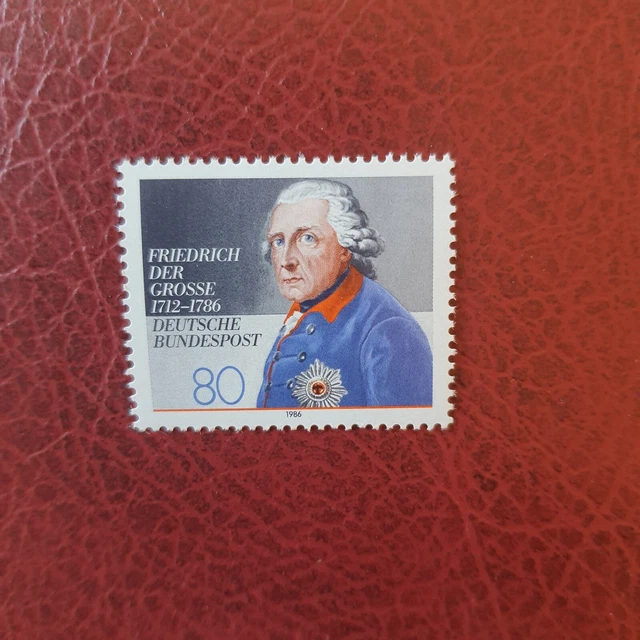 FRIEDRICH
DER
GROSSE
1712–1786
DEUTSCHE
BUNDESPOST
80
1986